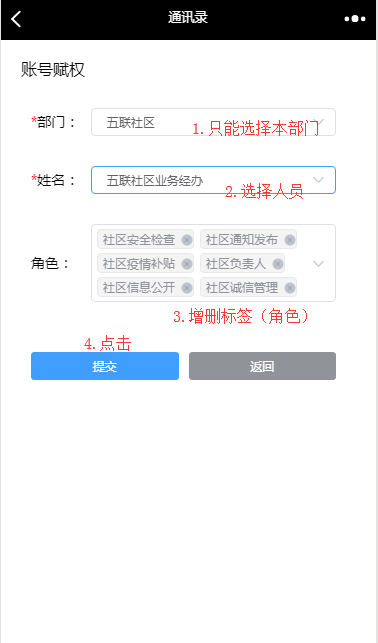 通讯录
账号赋权
*部门：
五联社区
1.只能选择本部门
*姓名：
五联社区业务经办
2.选择人员
社区安全检查 社区通知发布
角色：
社区疫情补贴 社区负责人
社区信息公开 社区诚信管理
3.增删标签（角色）
4.点击
提交 返回